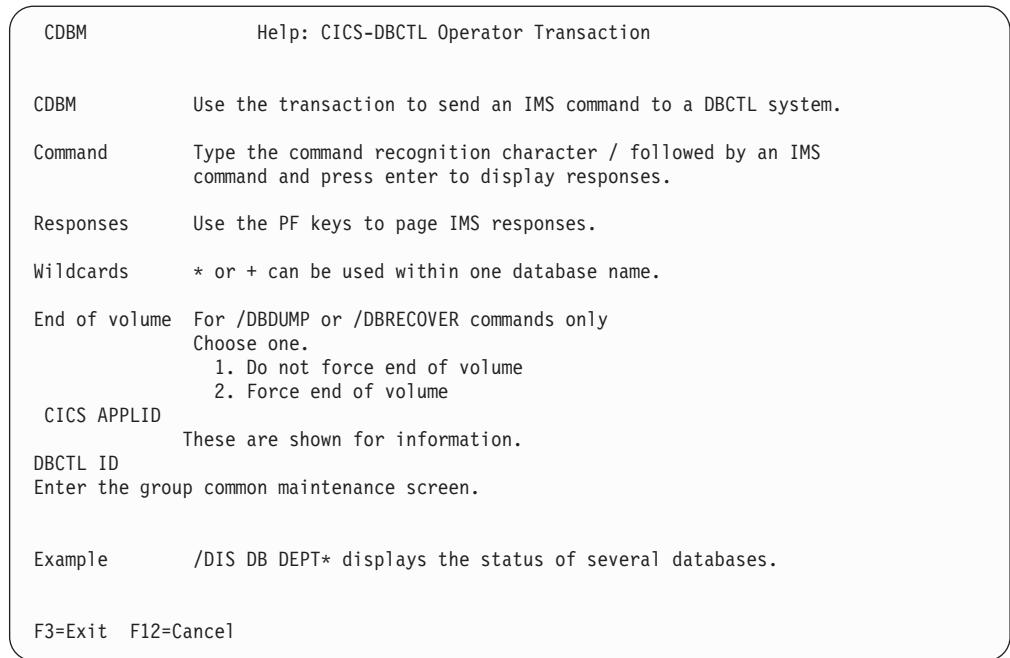 CDBM Help: CICS-DBCTL Operator Transaction
CDBM Use the transaction to send an IMS command to a DBCTL system.
Command Type the command recognition character / followed by an IMS
command and press enter to display responses.
Responses Use the PF keys to page IMS responses.
Wildcards * or + can be used within one database name.
End of volume For /DBDUMP or /DBRECOVER commands only
Choose one.
1. Do not force end of volume
2. Force end of volume
CICS APPLID
These are shown for information.
DBCTL ID
Enter the group common maintenance screen.
Example /DIS DB DEPT* displays the status of several databases.
F3=Exit F12=Cancel